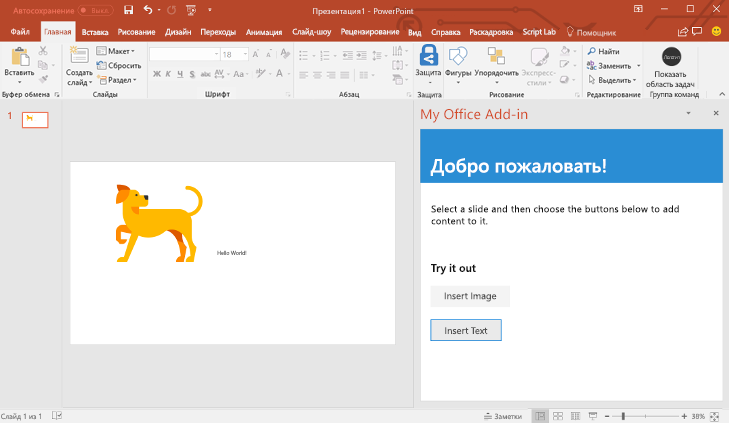 Автосохранение
Презентация1 - PowerPoint
Файл Главная Вставка Рисование Дизайн Переходы Анимация Слайд-шоу Рецензирование Вид Справка Раскадровка Script Lab Помощник
Вставить
Буфер обмена
Создать слайд
Макет
Сбросить
Раздел
Слайды
18
Ж К Ч S abc AV Aa
Шрифт
Абзац
Защита
Защита
Фигуры
Упорядочить
Экспресс-стили
Рисование
Найти
Заменить
Выделить
Редактирование
Показать область задач
Группа команд
1
Hello World!
My Office Add-in
Добро пожаловать!
Select a slide and then choose the buttons below to add
content to it.
Try it out
Insert Image
Insert Text
Слайд 1 из 1
Заметки
38%